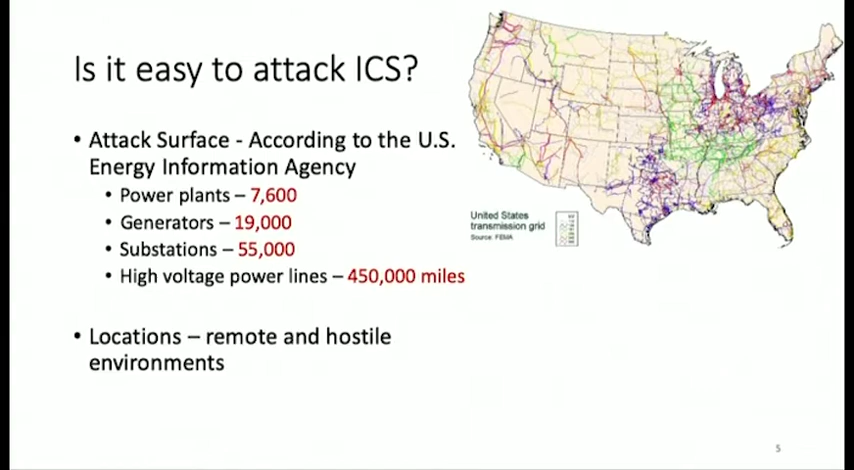 Is it easy to attack ICS?
• Attack Surface - According to the U.S.
Energy Information Agency
• Power plants – 7,600
• Generators – 19,000
• Substations – 55,000
• High voltage power lines – 450,000 miles
• Locations – remote and hostile
environments
United States
transmission grid
Source: FEMA
5